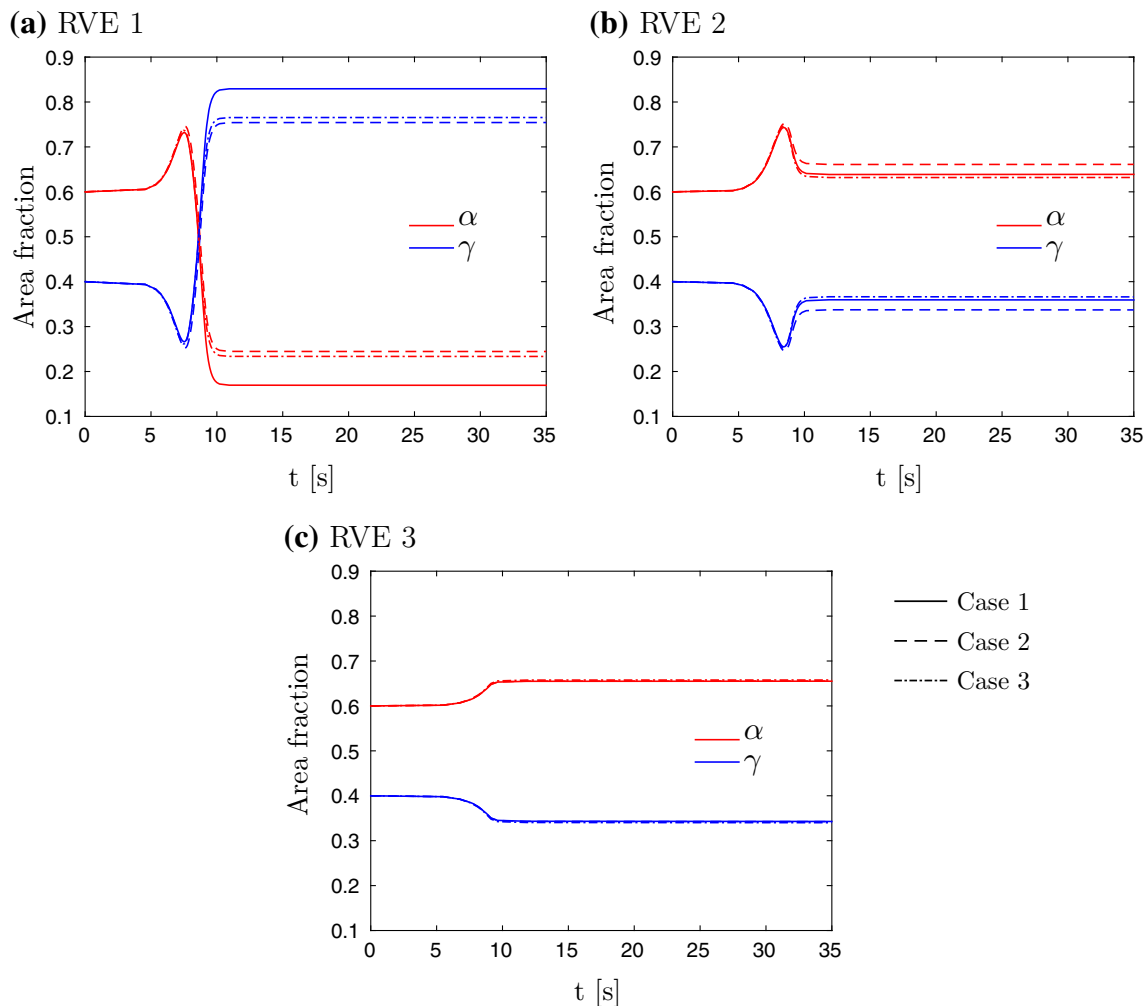 (a) RVE 1
0.9
0.8
0.7
0.6
0.5
0.4
0.3
0.2
0.1
Area fraction
α
γ
0 5 10 15 20 25 30 35
t [s]
(b) RVE 2
0.9
0.8
0.7
0.6
0.5
0.4
0.3
0.2
0.1
Area fraction
α
γ
0 5 10 15 20 25 30 35
t [s]
(c) RVE 3
0.9
0.8
0.7
0.6
0.5
0.4
0.3
0.2
0.1
Area fraction
α
γ
0 5 10 15 20 25 30 35
t [s]
Case 1
Case 2
Case 3